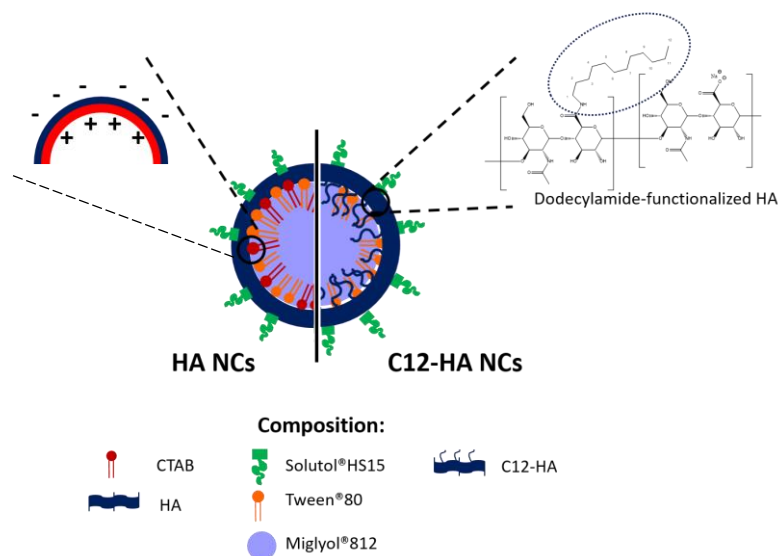 Dodecylamide-functionalized HA
HA NCs
C12-HA NCs
Composition:
CTAB
Solutol®HS15
C12-HA
HA
Tween®80
Miglyol®812